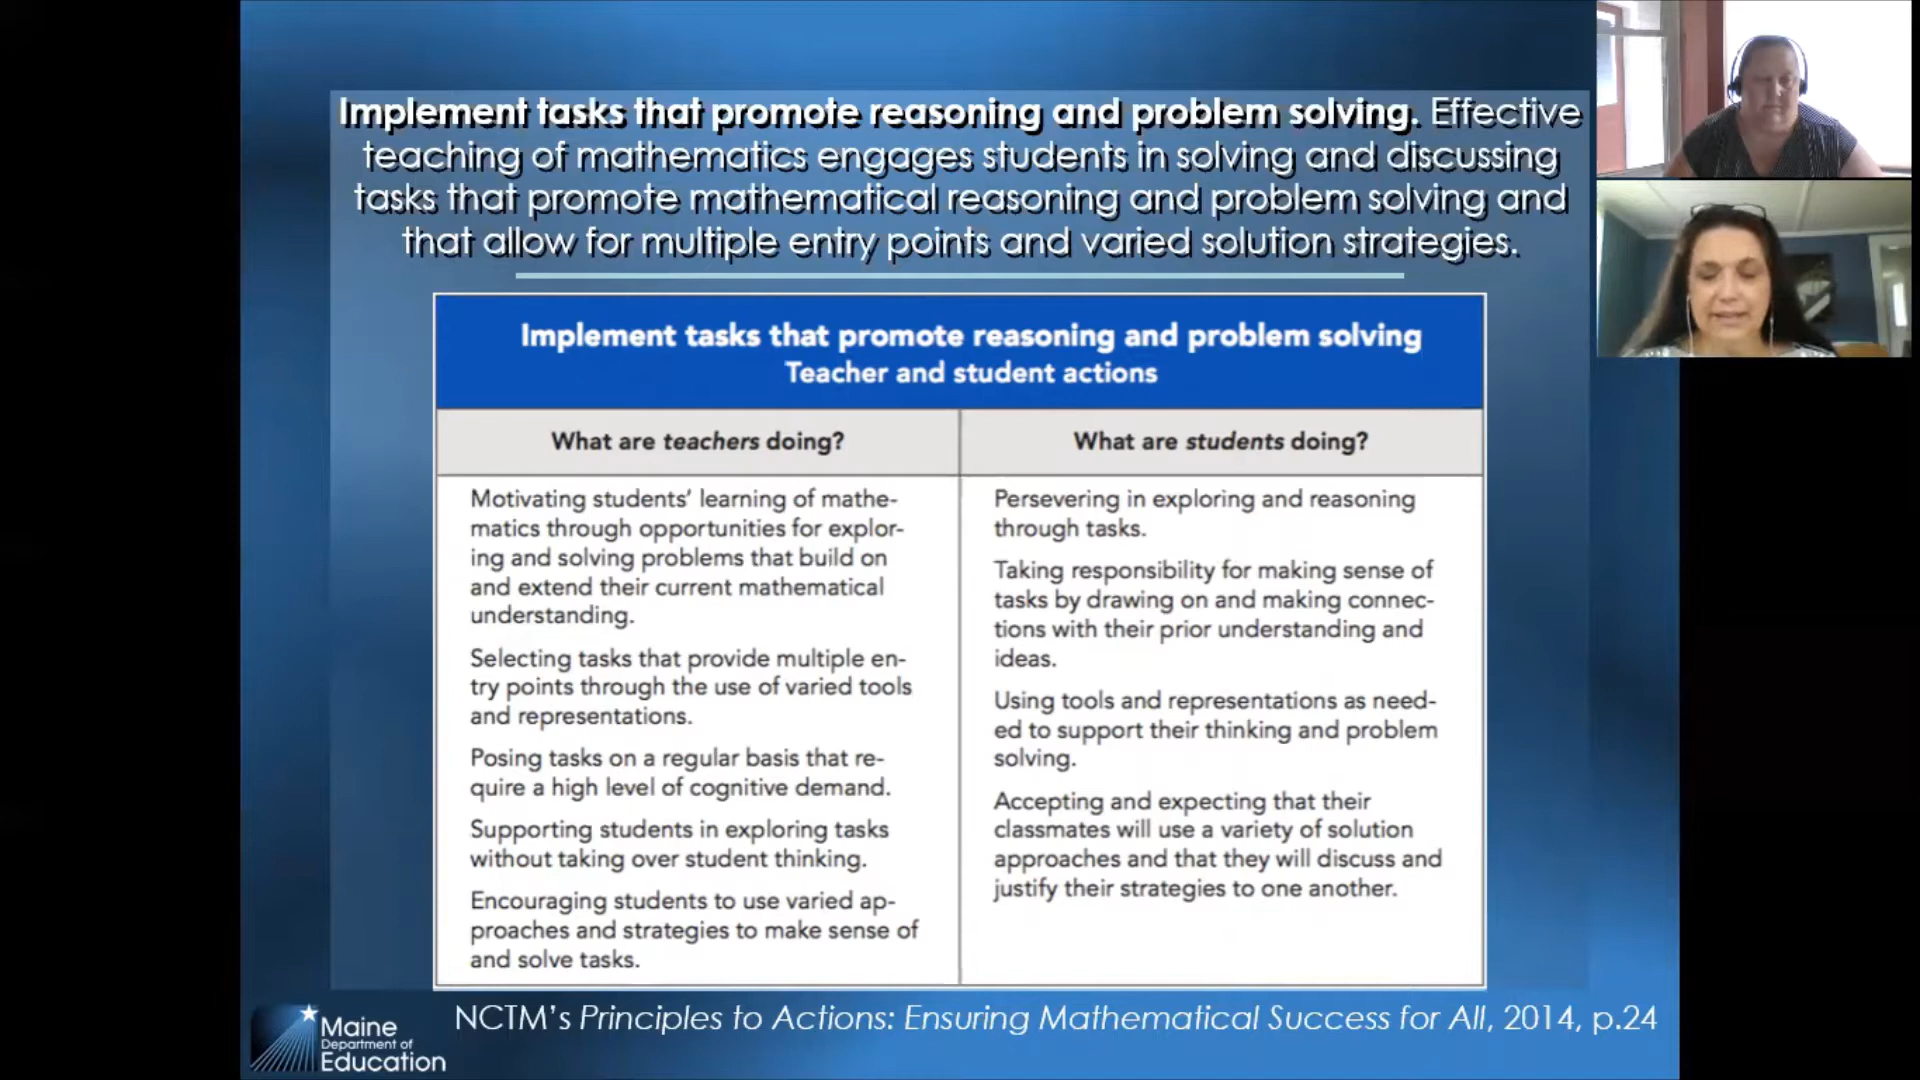 Implement tasks that promote reasoning and problem solving. Effective
teaching of mathematics engages students in solving and discussing
tasks that promote mathematical reasoning and problem solving and
that allow for multiple entry points and varied solution strategies.
Implement tasks that promote reasoning and problem solving
Teacher and student actions
What are teachers doing?
Motivating students' learning of mathe-
matics through opportunities for explor-
ing and solving problems that build on
and extend their current mathematical
understanding.
Selecting tasks that provide multiple en-
try points through the use of varied tools
and representations.
Posing tasks on a regular basis that re-
quire a high level of cognitive demand.
Supporting students in exploring tasks
without taking over student thinking.
Encouraging students to use varied ap-
proaches and strategies to make sense of
and solve tasks.
What are students doing?
Persevering in exploring and reasoning
through tasks.
Taking responsibility for making sense of
tasks by drawing on and making connec-
tions with their prior understanding and
ideas.
Using tools and representations as need-
ed to support their thinking and problem
solving.
Accepting and expecting that their
classmates will use a variety of solution
approaches and that they will discuss and
justify their strategies to one another.
Maine
Department of
Education
NCTM's Principles to Actions: Ensuring Mathematical Success for All, 2014, p.24